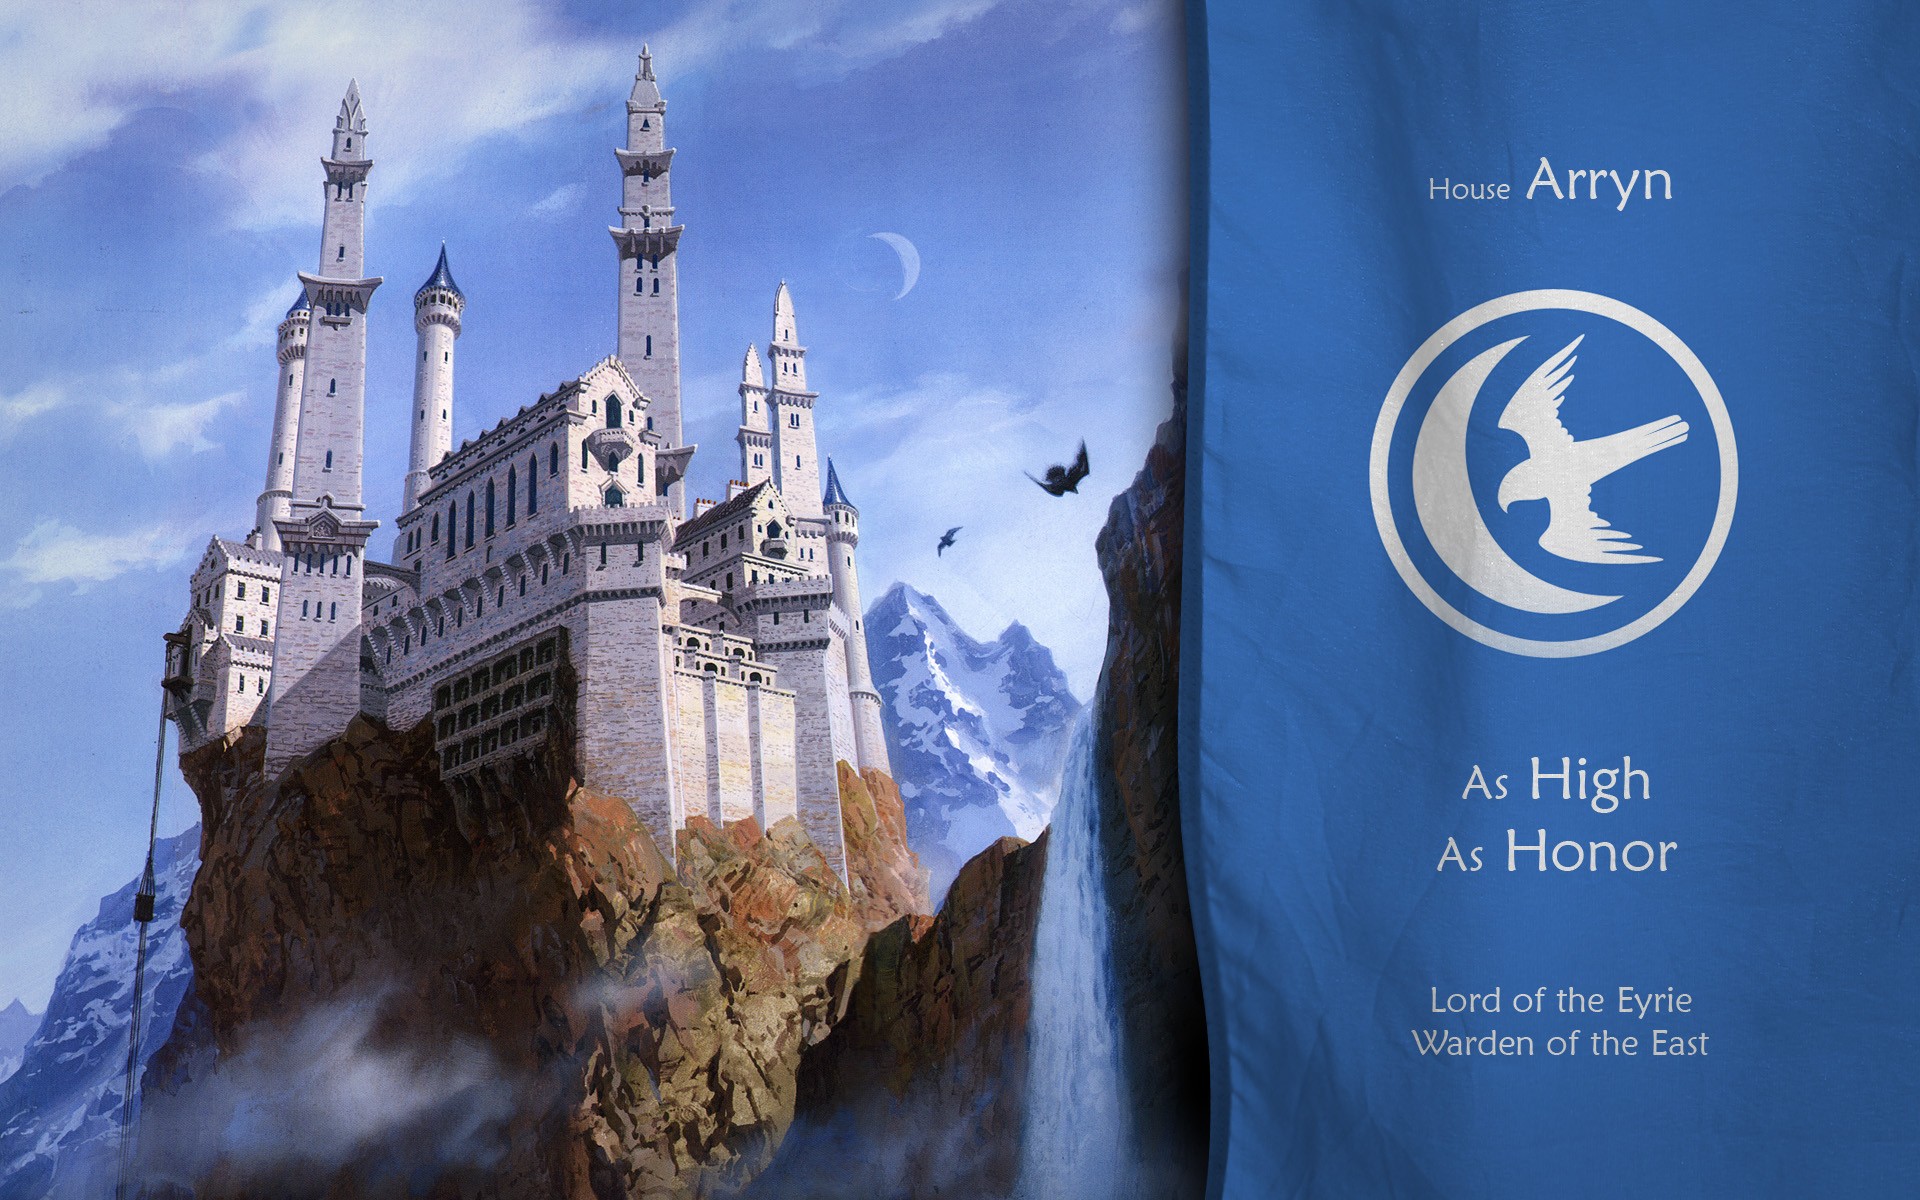 House Arryn
As High
As Honor
Lord of the Eyrie
Warden of the East